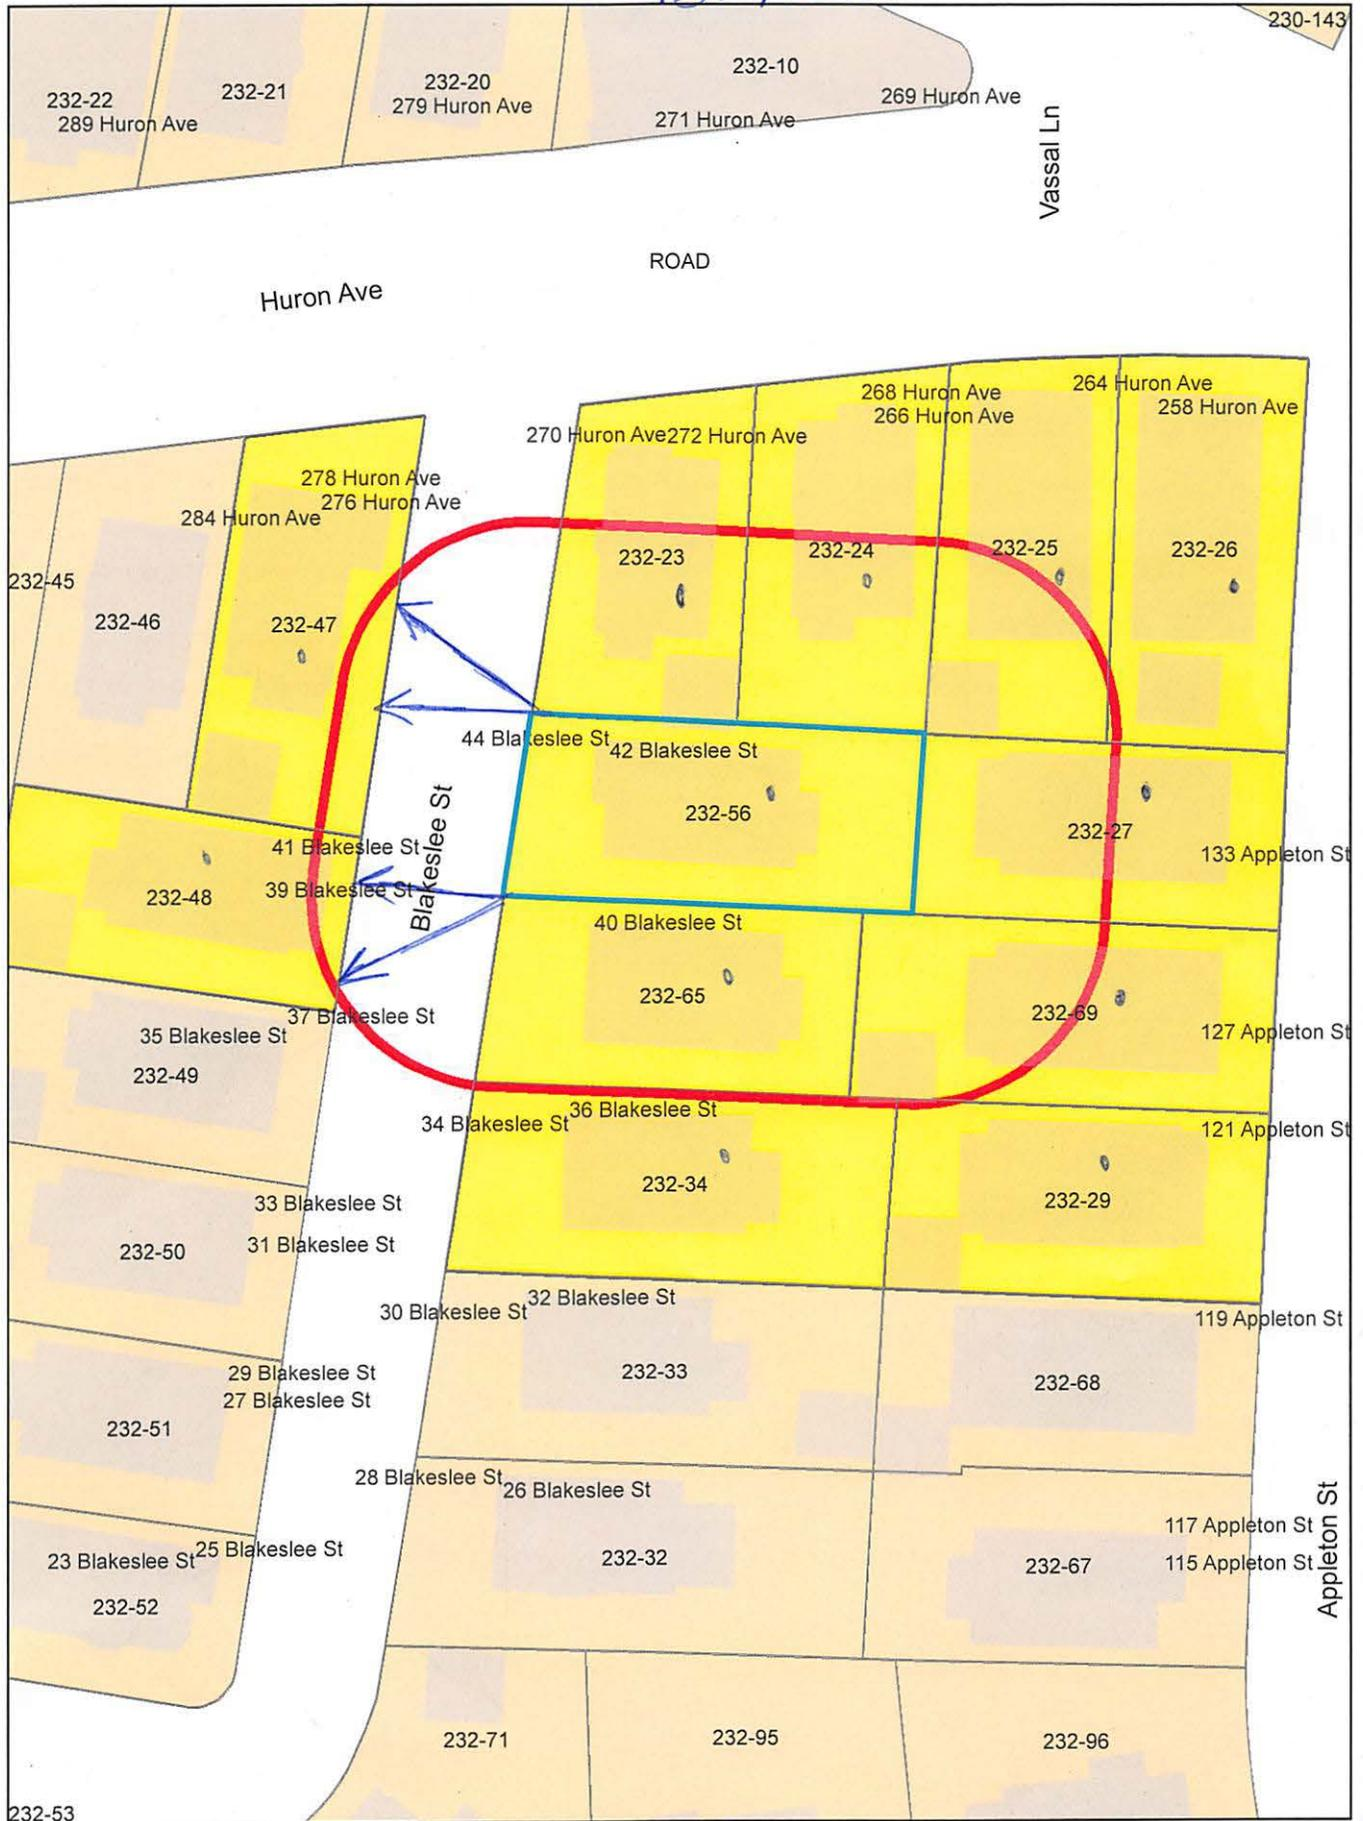 230-143
232-10
232-20
279 Huron Ave
232-21
232-22
289 Huron Ave
269 Huron Ave
271 Huron Ave
Vassal Ln
ROAD
Huron Ave
264 Huron Ave
268 Huron Ave
258 Huron Ave
266 Huron Ave
270 Huron Ave
272 Huron Ave
278 Huron Ave
276 Huron Ave
284 Huron Ave
232-23
232-24
232-25
232-26
232-45
232-46
232-47
44 Blakeslee St
42 Blakeslee St
232-56
232-27
Blakeslee St
41 Blakeslee St
133 Appleton St
39 Blakeslee St
232-48
40 Blakeslee St
232-65
232-69
37 Blakeslee St
127 Appleton St
35 Blakeslee St
232-49
36 Blakeslee St
34 Blakeslee St
121 Appleton St
232-34
232-29
33 Blakeslee St
31 Blakeslee St
232-50
32 Blakeslee St
30 Blakeslee St
119 Appleton St
29 Blakeslee St
232-33
232-68
27 Blakeslee St
232-51
28 Blakeslee St
26 Blakeslee St
117 Appleton St
Appleton St
25 Blakeslee St
23 Blakeslee St
232-32
232-67
115 Appleton St
232-52
232-71
232-95
232-96
232-53